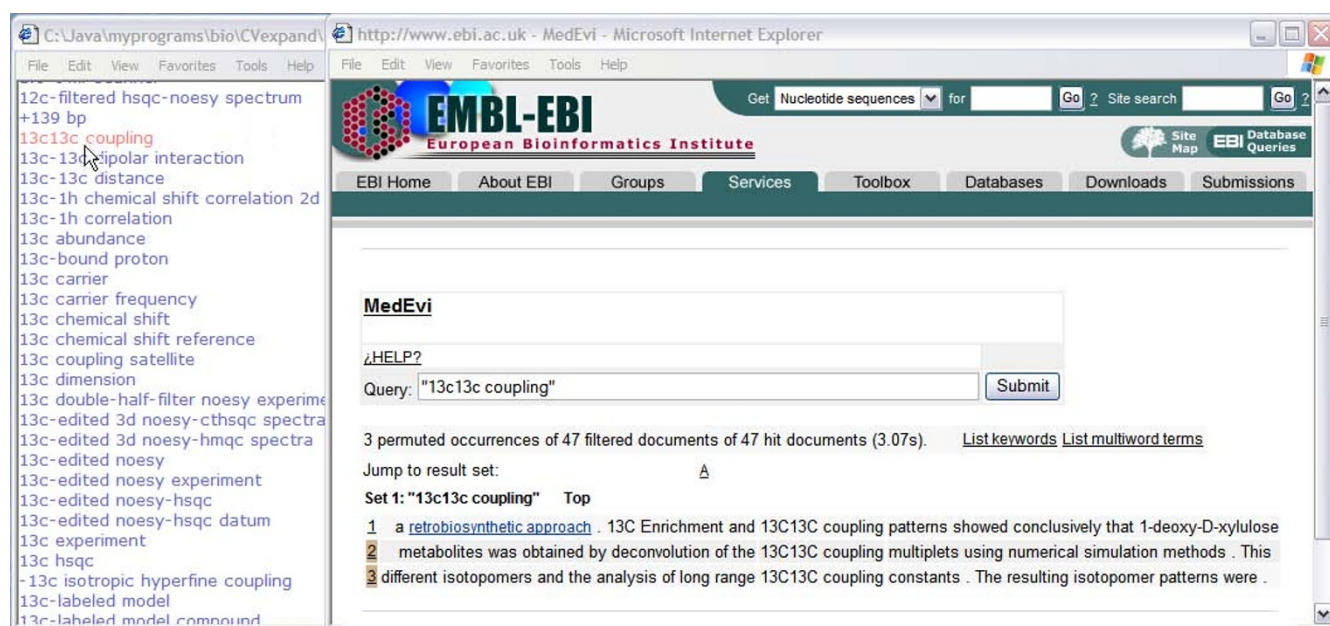 C:\Java\myprograms\bio\CVexpand\
File Edit View Favorites Tools Help
12c-filtered hsqc-noesy spectrum
+139 bp
13c13c coupling
13c-13c dipolar interaction
13c-13c distance
13c-1h chemical shift correlation 2d
13c-1h correlation
13c abundance
13c-bound proton
13c carrier
13c carrier frequency
13c chemical shift
13c chemical shift reference
13c coupling satellite
13c dimension
13c double-half-filter noesy experime
13c-edited 3d noesy-cthsqc spectra
13c-edited 3d noesy-hmqc spectra
13c-edited noesy
13c-edited noesy experiment
13c-edited noesy-hsqc
13c-edited noesy-hsqc datum
13c experiment
13c hsqc
-13c isotropic hyperfine coupling
13c-labeled model
13c-labeled model compound
http://www.ebi.ac.uk - MedEvi - Microsoft Internet Explorer
File Edit View Favorites Tools Help
EMBL-EBI
European Bioinformatics Institute
Get Nucleotide sequences for Go ? Site search Go ?
Site Map EBI Database Queries
EBI Home About EBI Groups Services Toolbox Databases Downloads Submissions
MedEvi
¿HELP?
Query: "13c13c coupling" Submit
3 permuted occurrences of 47 filtered documents of 47 hit documents (3.07s). List keywords List multiword terms
Jump to result set: A
Set 1: "13c13c coupling" Top
1 a retrobiosynthetic approach . 13C Enrichment and 13C13C coupling patterns showed conclusively that 1-deoxy-D-xylulose
2 metabolites was obtained by deconvolution of the 13C13C coupling multiplets using numerical simulation methods . This
3 different isotopomers and the analysis of long range 13C13C coupling constants . The resulting isotopomer patterns were .